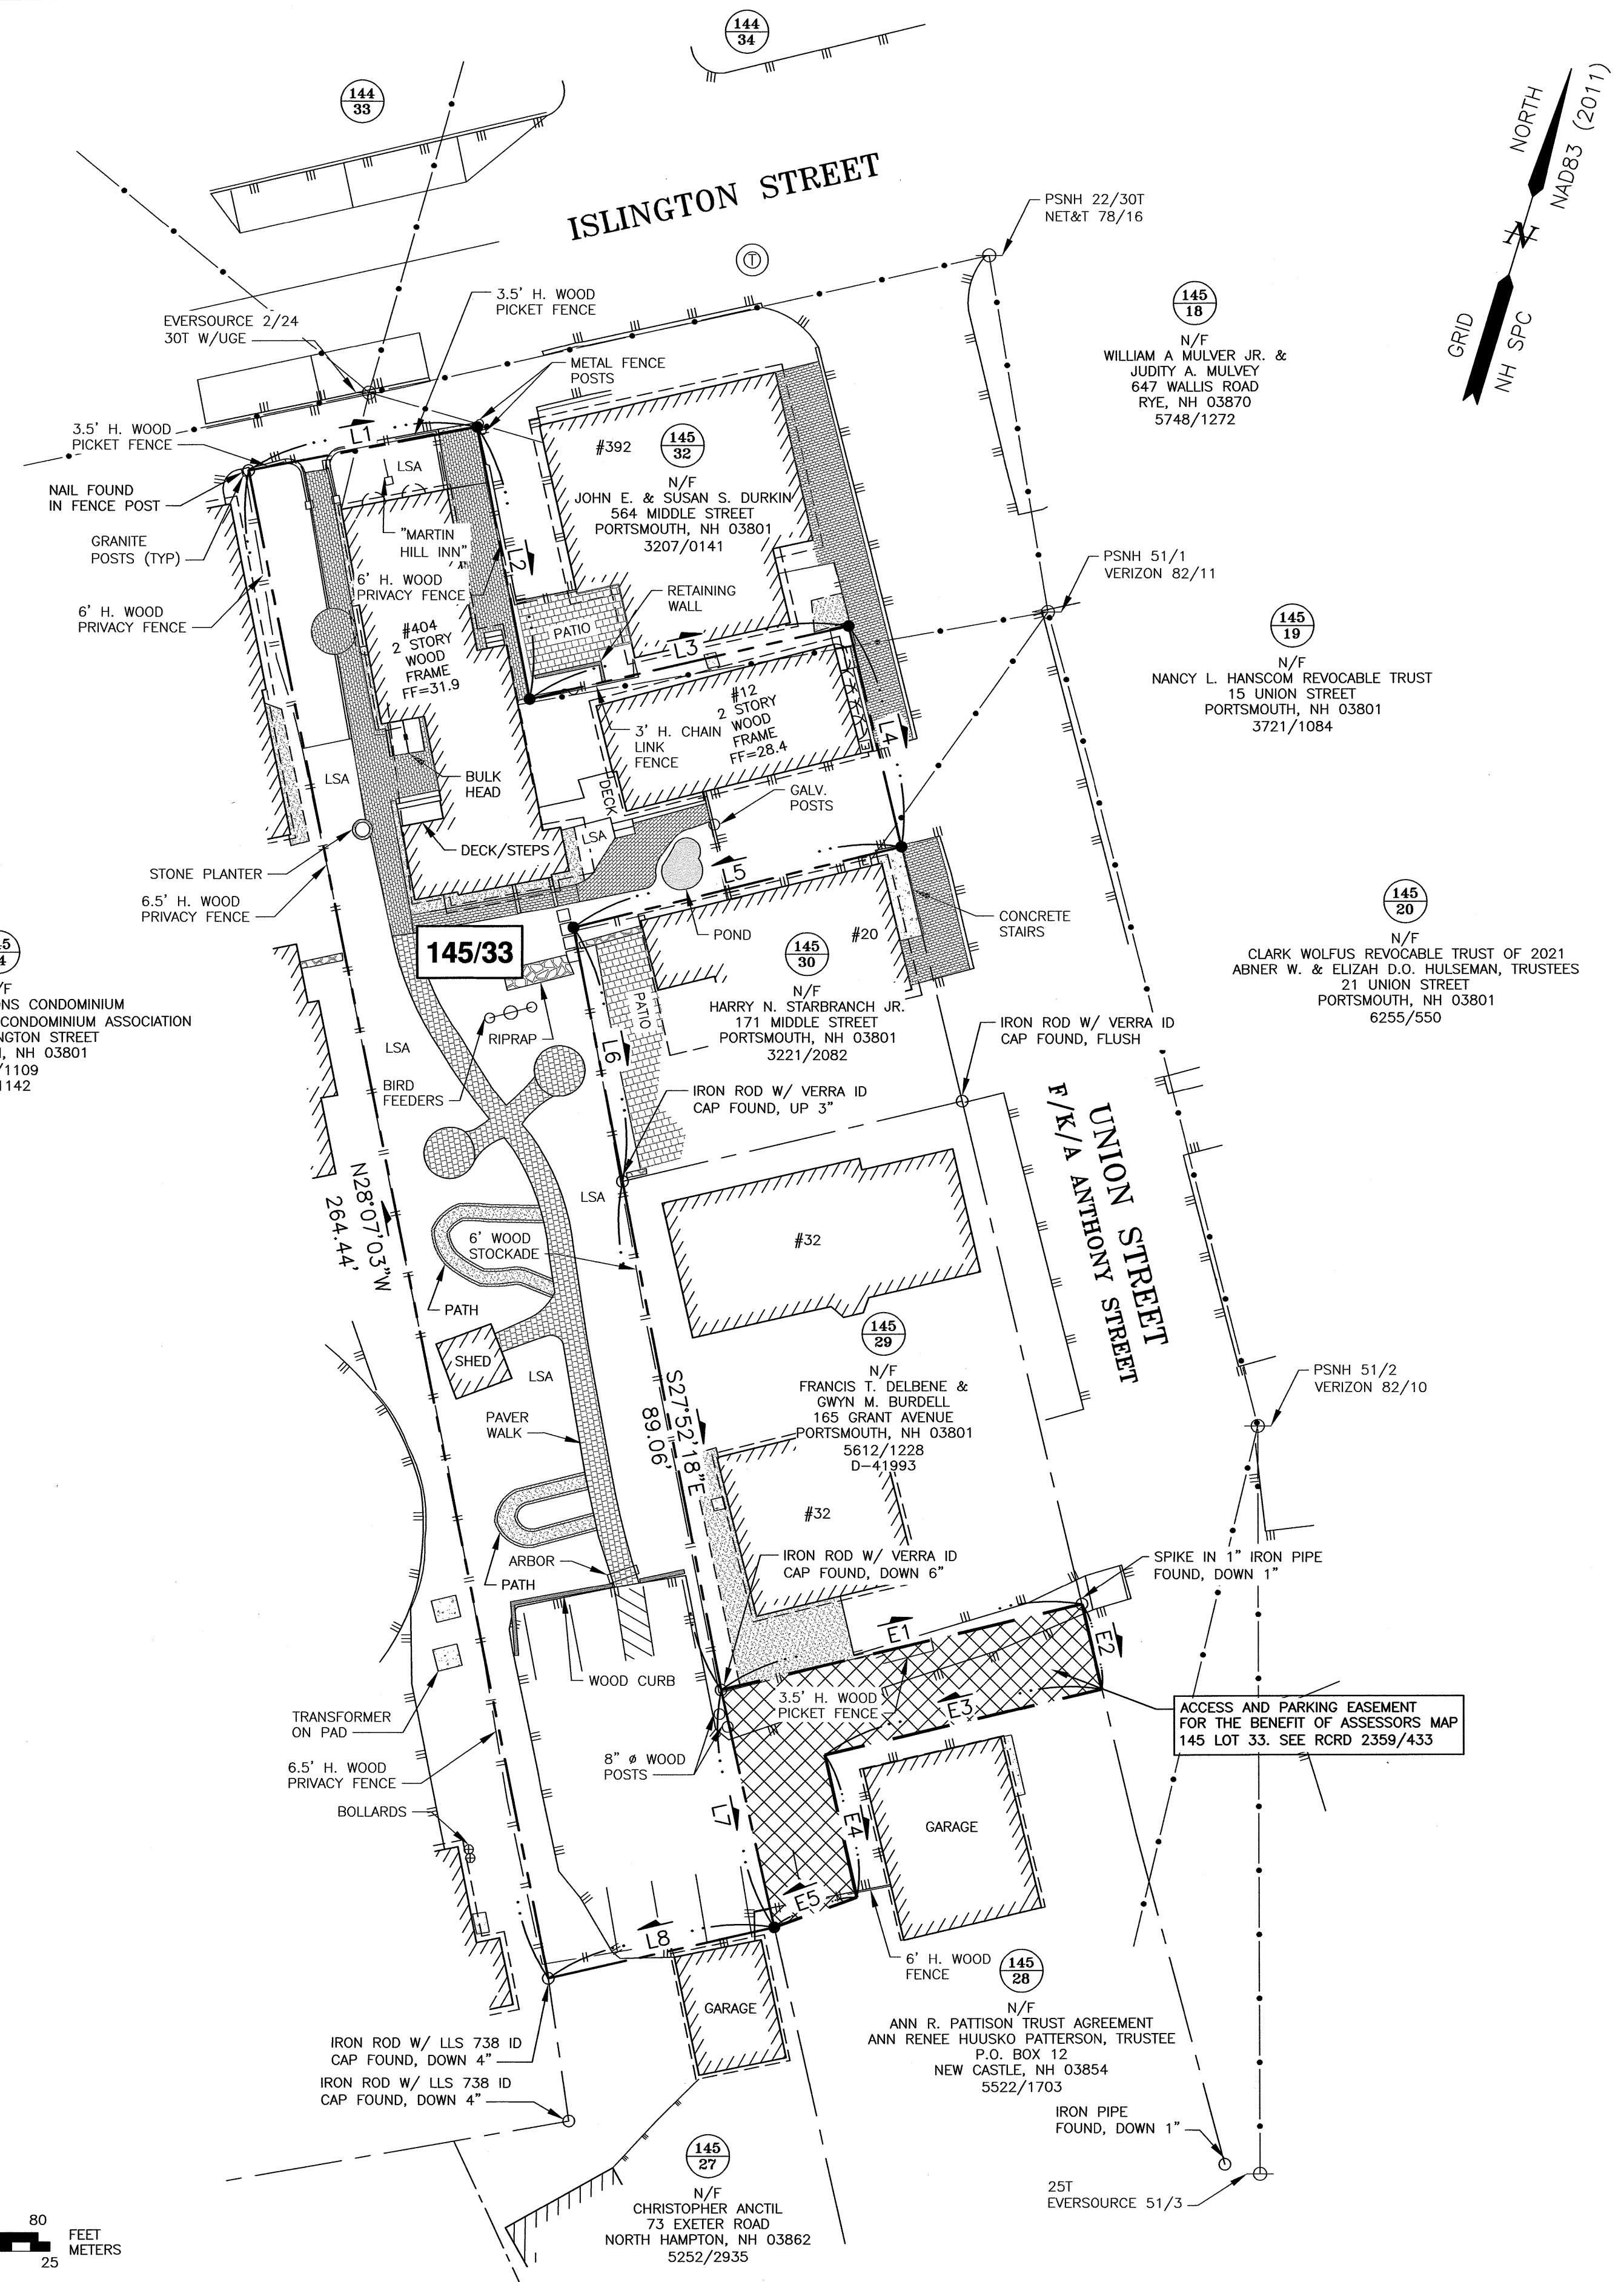 144
34
144
33
ISLINGTON STREET
NORTH
NAD83 (2011)
N
GRID
NH SPC
T
PSNH 22/30T
NET&T 78/16
3.5' H. WOOD
PICKET FENCE
EVERSOURCE 2/24
30T W/UGE
145
18
N/F
WILLIAM A MULVER JR. &
JUDITY A. MULVEY
647 WALLIS ROAD
RYE, NH 03870
5748/1272
METAL FENCE
POSTS
3.5' H. WOOD
PICKET FENCE
L1
LSA
#392
145
32
N/F
JOHN E. & SUSAN S. DURKIN
564 MIDDLE STREET
PORTSMOUTH, NH 03801
3207/0141
NAIL FOUND
IN FENCE POST
GRANITE
POSTS (TYP)
"MARTIN
HILL INN"
L2
6' H. WOOD
PRIVACY FENCE
PSNH 51/1
VERIZON 82/11
6' H. WOOD
PRIVACY FENCE
RETAINING
WALL
PATIO
L3
#404
2 STORY
WOOD
FRAME
FF=31.9
145
19
N/F
NANCY L. HANSCOM REVOCABLE TRUST
15 UNION STREET
PORTSMOUTH, NH 03801
3721/1084
#12
2 STORY
WOOD
FRAME
FF=28.4
3' H. CHAIN
LINK
FENCE
L4
LSA
BULK
HEAD
DECK
GALV.
POSTS
LSA
DECK/STEPS
STONE PLANTER
L5
6.5' H. WOOD
PRIVACY FENCE
POND
#20
CONCRETE
STAIRS
145/33
145
30
N/F
HARRY N. STARBRANCH JR.
171 MIDDLE STREET
PORTSMOUTH, NH 03801
3221/2082
145
20
N/F
CLARK WOLFUS REVOCABLE TRUST OF 2021
ABNER W. & ELIZAH D.O. HULSEMAN, TRUSTEES
21 UNION STREET
PORTSMOUTH, NH 03801
6255/550
5
4
/F
ONS CONDOMINIUM
CONDOMINIUM ASSOCIATION
NGTON STREET
, NH 03801
/1109
1142
PATIO
RIPRAP
L6
LSA
BIRD
FEEDERS
IRON ROD W/ VERRA ID
CAP FOUND, FLUSH
IRON ROD W/ VERRA ID
CAP FOUND, UP 3"
UNION STREET
F/K/A ANTHONY STREET
N28°07'03"W
264.44'
LSA
6' WOOD
STOCKADE
#32
PATH
SHED
LSA
145
29
N/F
FRANCIS T. DELBENE &
GWYN M. BURDELL
165 GRANT AVENUE
PORTSMOUTH, NH 03801
5612/1228
D-41993
PSNH 51/2
VERIZON 82/10
S27°52'18"E
89.06'
PAVER
WALK
#32
ARBOR
PATH
IRON ROD W/ VERRA ID
CAP FOUND, DOWN 6"
SPIKE IN 1" IRON PIPE
FOUND, DOWN 1"
E1
E2
WOOD CURB
3.5' H. WOOD
PICKET FENCE
E3
ACCESS AND PARKING EASEMENT
FOR THE BENEFIT OF ASSESSORS MAP
145 LOT 33. SEE RCRD 2359/433
TRANSFORMER
ON PAD
8" ø WOOD
POSTS
6.5' H. WOOD
PRIVACY FENCE
BOLLARDS
L7
E4
GARAGE
E5
L8
6' H. WOOD
FENCE
145
28
N/F
ANN R. PATTISON TRUST AGREEMENT
ANN RENEE HUUSKO PATTERSON, TRUSTEE
P.O. BOX 12
NEW CASTLE, NH 03854
5522/1703
GARAGE
IRON ROD W/ LLS 738 ID
CAP FOUND, DOWN 4"
IRON ROD W/ LLS 738 ID
CAP FOUND, DOWN 4"
IRON PIPE
FOUND, DOWN 1"
25T
EVERSOURCE 51/3
145
27
N/F
CHRISTOPHER ANCTIL
73 EXETER ROAD
NORTH HAMPTON, NH 03862
5252/2935
80
FEET
METERS
25